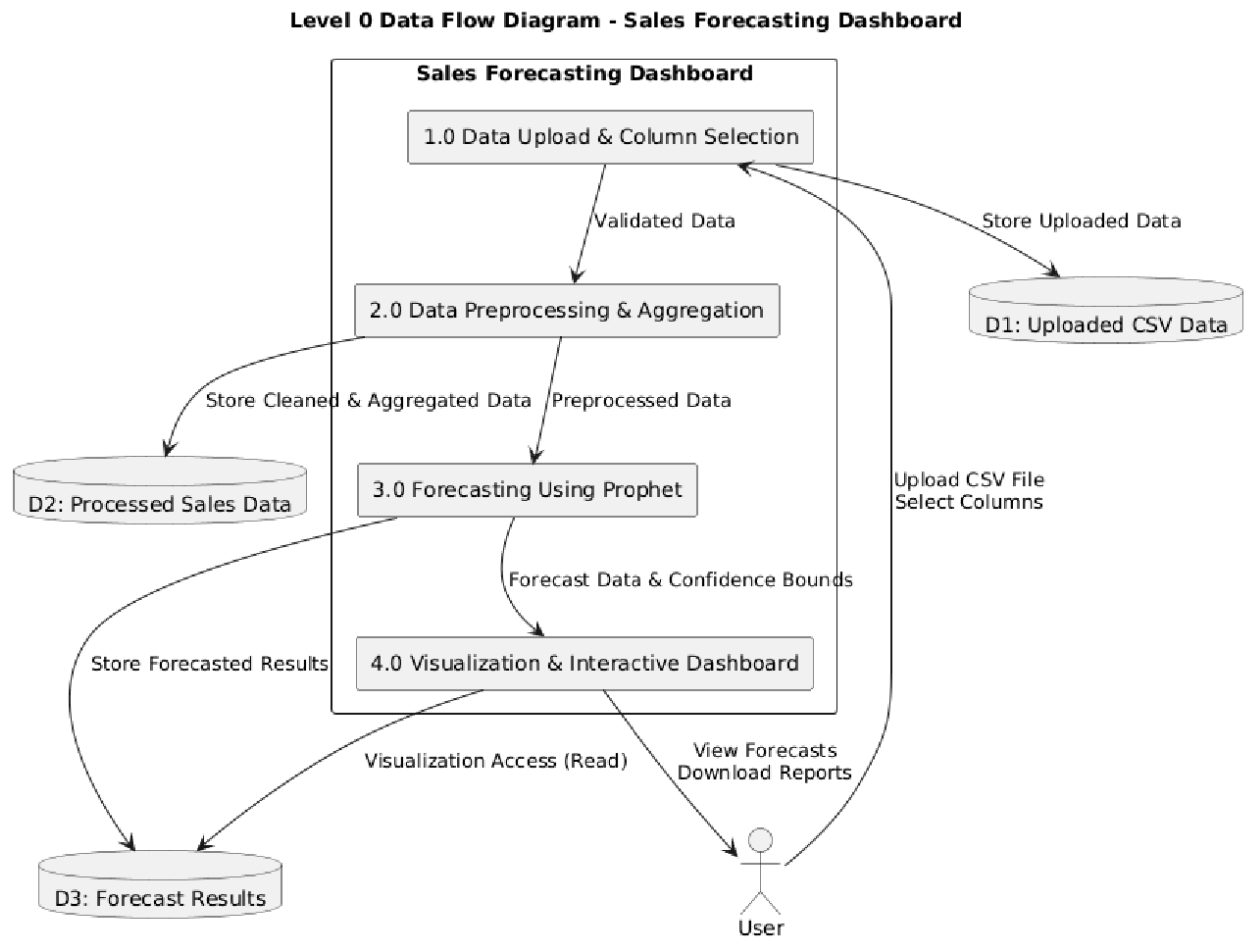 Level 0 Data Flow Diagram - Sales Forecasting Dashboard
Sales Forecasting Dashboard
1.0 Data Upload & Column Selection
Validated Data
Store Uploaded Data
2.0 Data Preprocessing & Aggregation
D1: Uploaded CSV Data
Store Cleaned & Aggregated Data
Preprocessed Data
D2: Processed Sales Data
3.0 Forecasting Using Prophet
Upload CSV File
Select Columns
Forecast Data & Confidence Bounds
Store Forecasted Results
4.0 Visualization & Interactive Dashboard
Visualization Access (Read)
View Forecasts
Download Reports
D3: Forecast Results
User